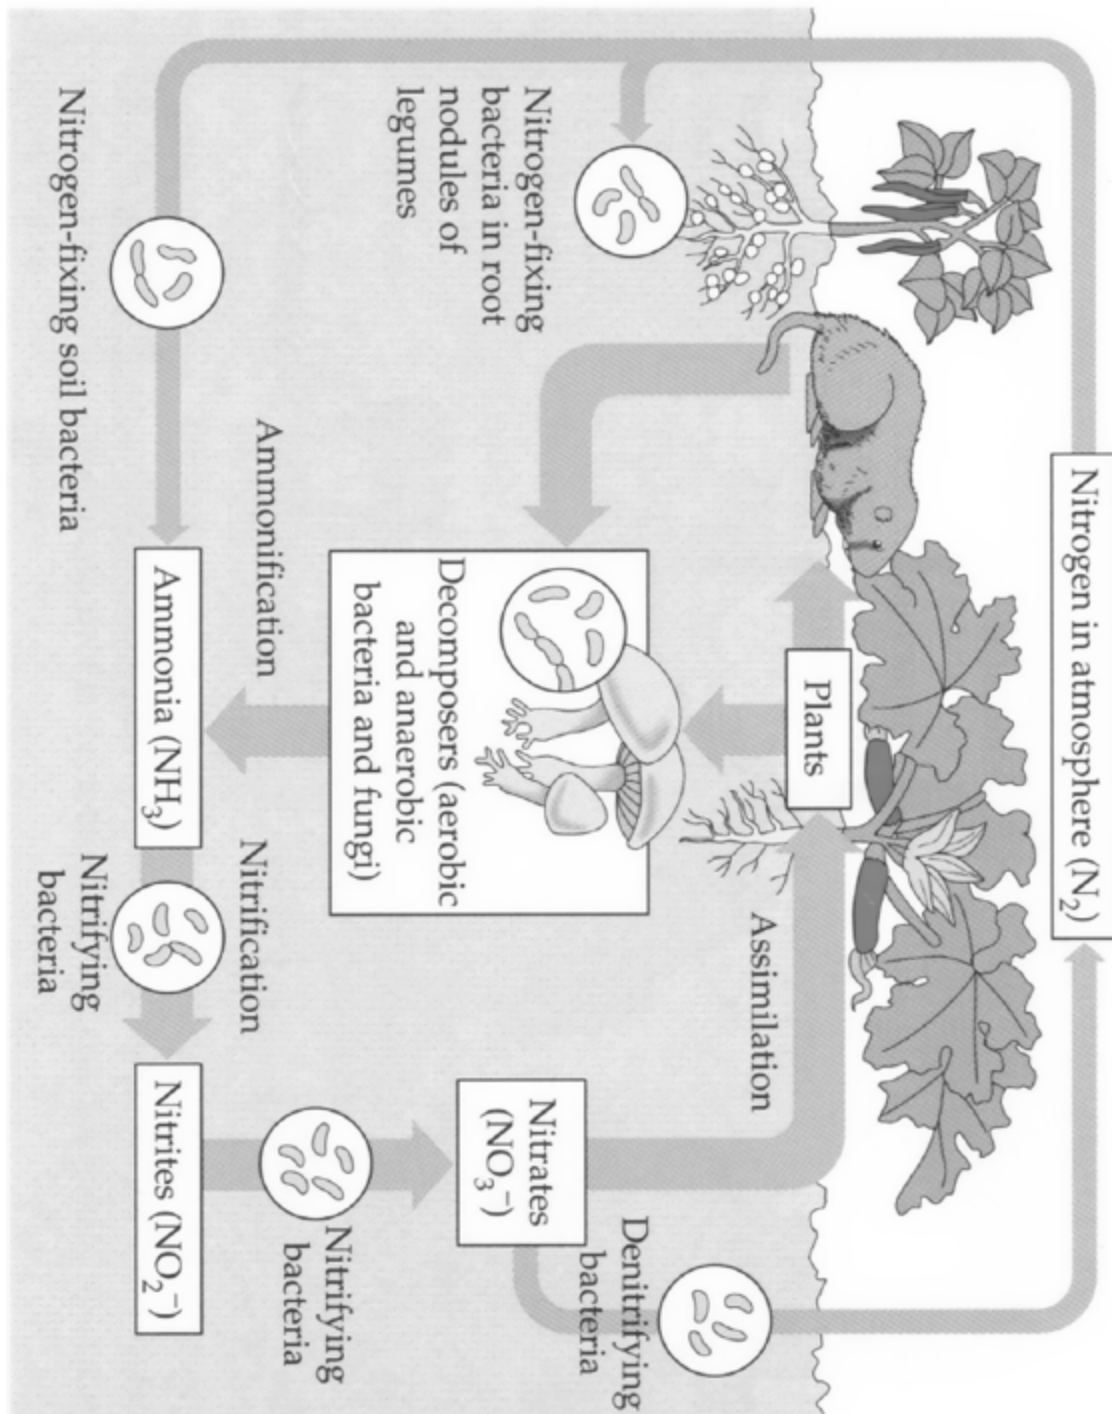 Nitrogen in atmosphere (N₂)
Plants
Assimilation
Nitrogen-fixing
bacteria in root
nodules of
legumes
Decomposers (aerobic
and anaerobic
bacteria and fungi)
Nitrates
(NO₃⁻)
Denitrifying
bacteria
Ammonification
Nitrification
Nitrifying
bacteria
Nitrogen-fixing soil bacteria
Ammonia (NH₃)
Nitrifying
bacteria
Nitrites (NO₂⁻)